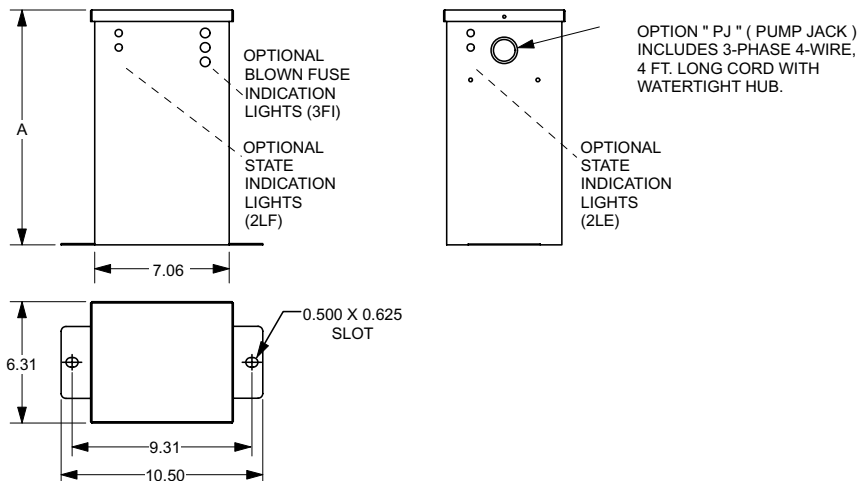 OPTIONAL
BLOWN FUSE
INDICATION
LIGHTS (3FI)
A
OPTIONAL
STATE
INDICATION
LIGHTS
(2LF)
7.06
OPTION " PJ " ( PUMP JACK )
INCLUDES 3-PHASE 4-WIRE,
4 FT. LONG CORD WITH
WATERTIGHT HUB.
OPTIONAL
STATE
INDICATION
LIGHTS
(2LE)
0.500 X 0.625
SLOT
6.31
9.31
10.50